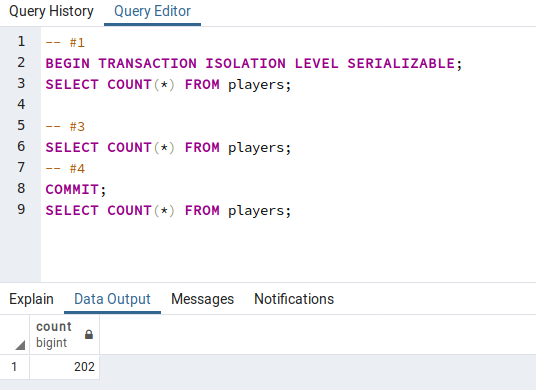 Query History Query Editor
1 -- #1
2 BEGIN TRANSACTION ISOLATION LEVEL SERIALIZABLE;
3 SELECT COUNT(*) FROM players;
4
5 -- #3
6 SELECT COUNT(*) FROM players;
7 -- #4
8 COMMIT;
9 SELECT COUNT(*) FROM players;
Explain Data Output Messages Notifications
count
bigint
1 202